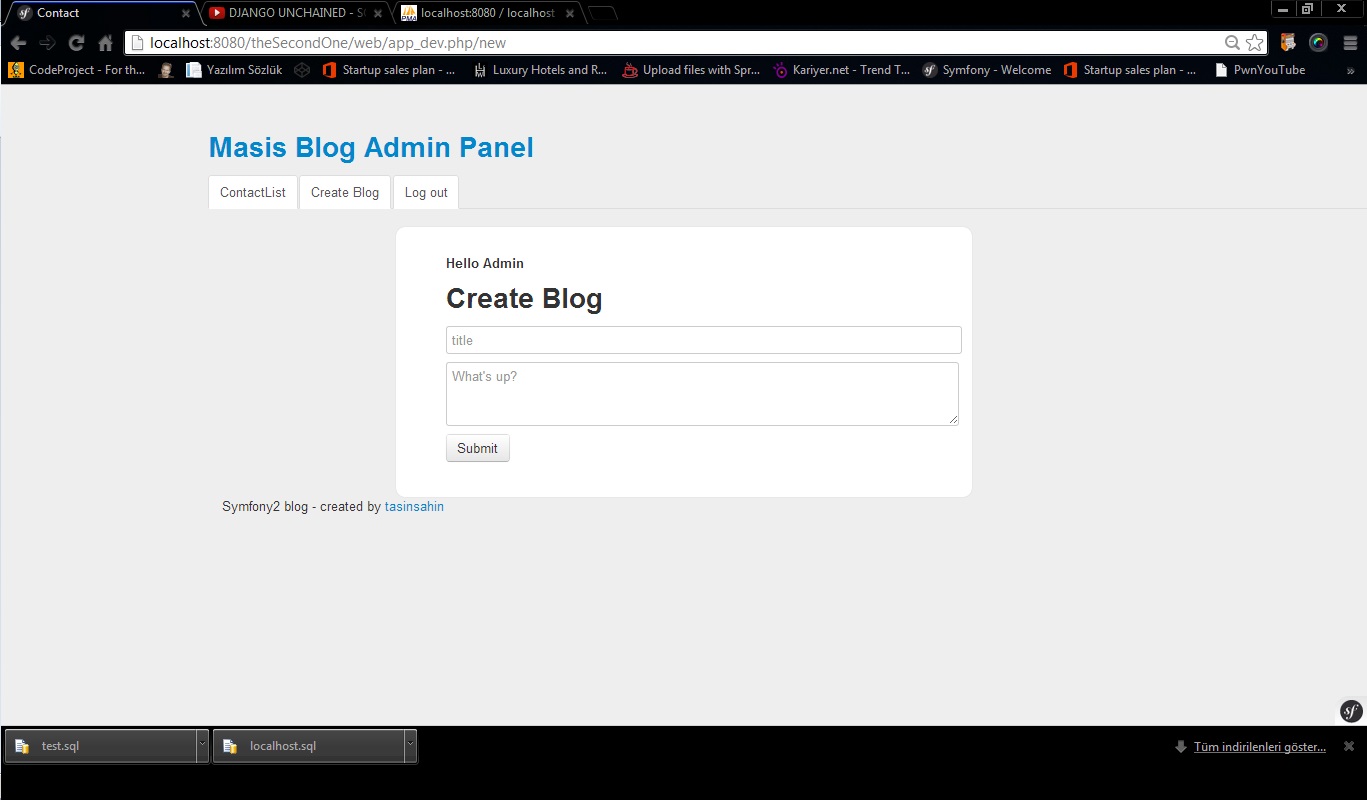 Contact
DJANGO UNCHAINED - S
localhost:8080 / localhost
localhost:8080/theSecondOne/web/app_dev.php/new
CodeProject - For th...
Yazılım Sözlük
Startup sales plan - ...
Luxury Hotels and R...
Upload files with Spr...
Kariyer.net - Trend T...
Symfony - Welcome
Startup sales plan - ...
PwnYouTube
»
Masis Blog Admin Panel
ContactList
Create Blog
Log out
Hello Admin
Create Blog
title
What's up?
Submit
Symfony2 blog - created by tasinsahin
sf
test.sql
localhost.sql
Tüm indirilenleri göster...